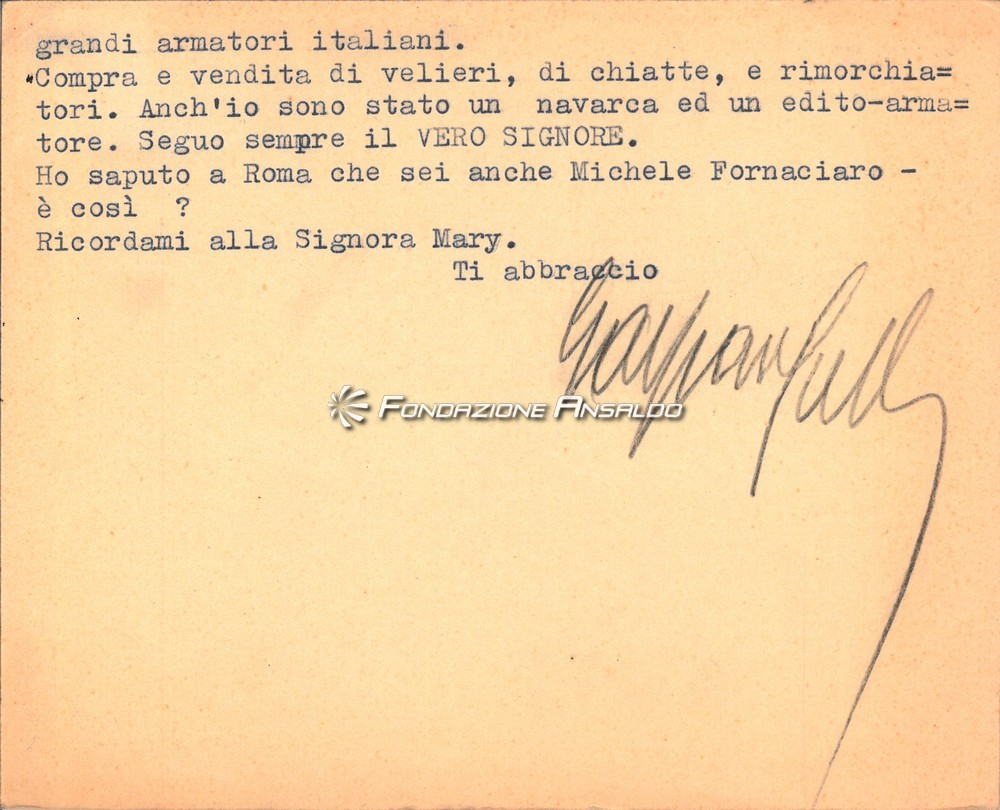 grandi armatori italiani.
Compra e vendita di velieri, di chiatte, e rimorchia=
tori. Anch'io sono stato un navarca ed un edito-arma=
tore. Seguo sempre il VERO SIGNORE.
Ho saputo a Roma che sei anche Michele Fornaciaro -
è così ?
Ricordami alla Signora Mary.
Ti abbraccio
FONDAZIONE ANSALDO